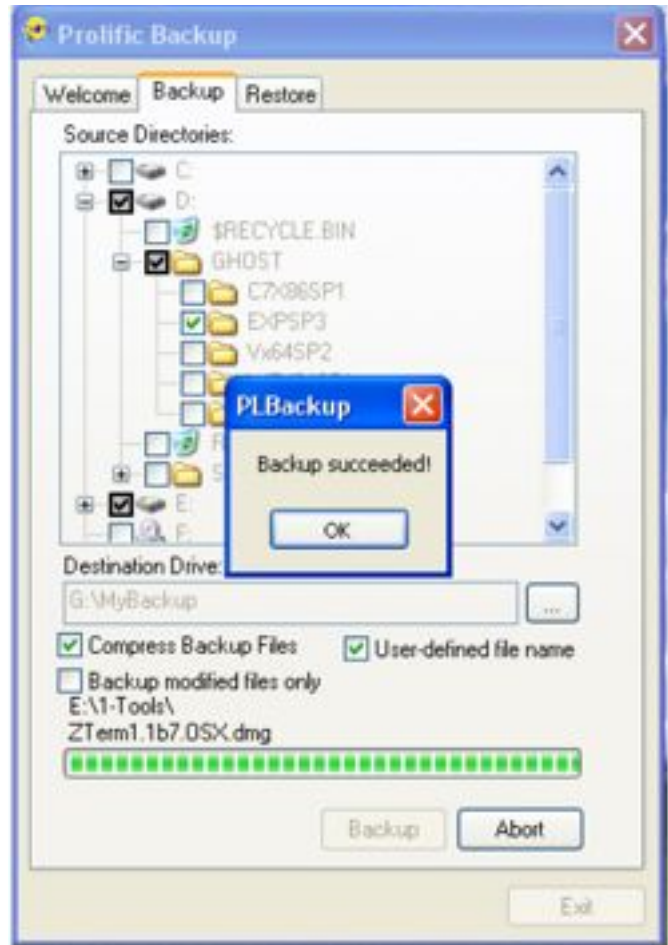 Prolific Backup
Welcome Backup Restore
Source Directories:
C:
D:
$RECYCLE.BIN
GHOST
C7X86SP1
EXPSP3
Vx64SP2
PLBackup
Backup succeeded!
OK
E:
F:
Destination Drive:
G:\MyBackup
...
Compress Backup Files User-defined file name
Backup modified files only
E:\1-Tools\
ZTerm1.1b7.OSX.dmg
Backup Abort
Exit